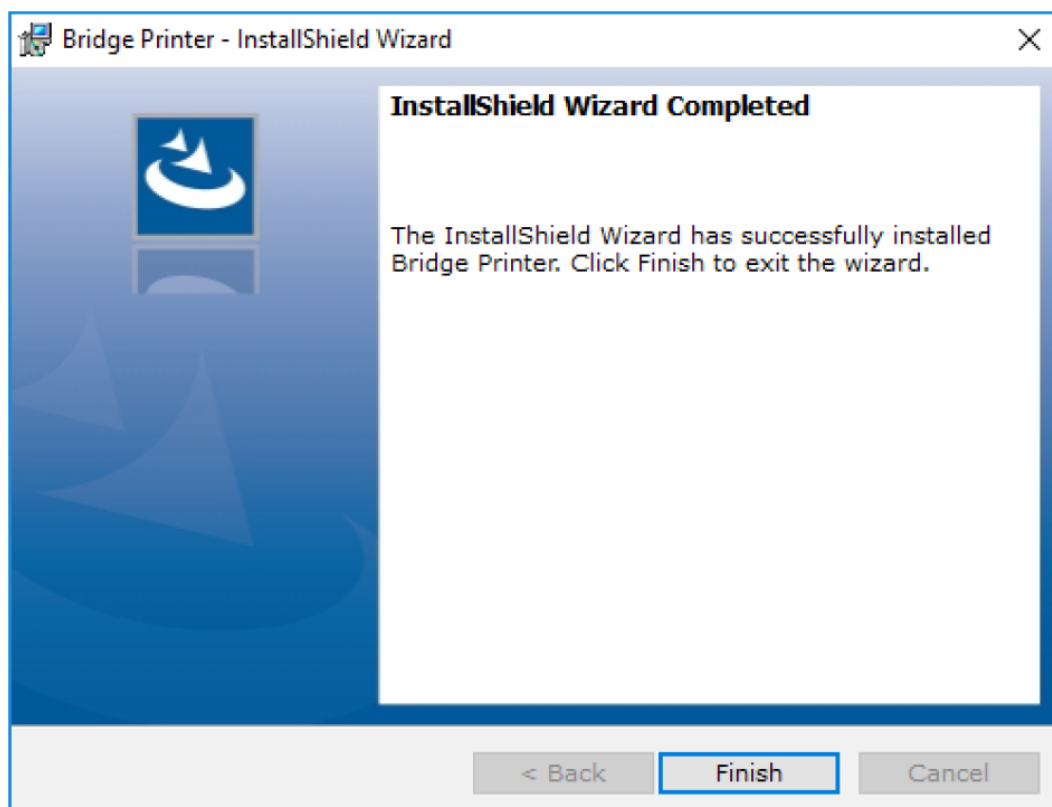 Bridge Printer - InstallShield Wizard
InstallShield Wizard Completed
The InstallShield Wizard has successfully installed
Bridge Printer. Click Finish to exit the wizard.
< Back
Finish
Cancel